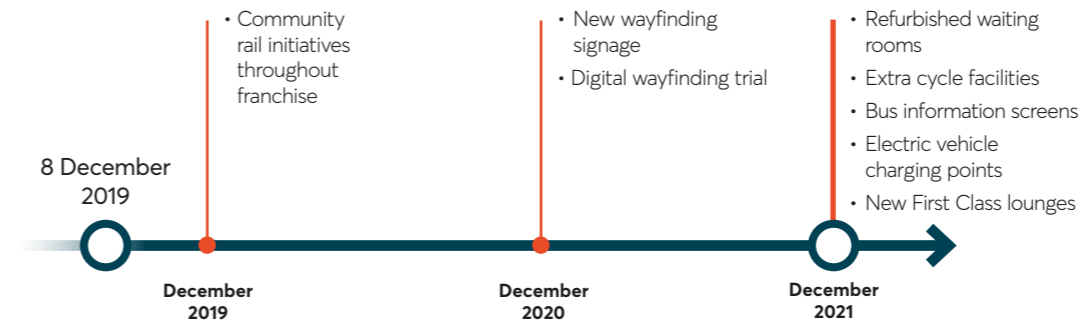 • Community
rail initiatives
throughout
franchise
• New wayfinding
signage
• Digital wayfinding trial
• Refurbished waiting
rooms
• Extra cycle facilities
• Bus information screens
• Electric vehicle
charging points
• New First Class lounges
8 December
2019
December
2019
December
2020
December
2021